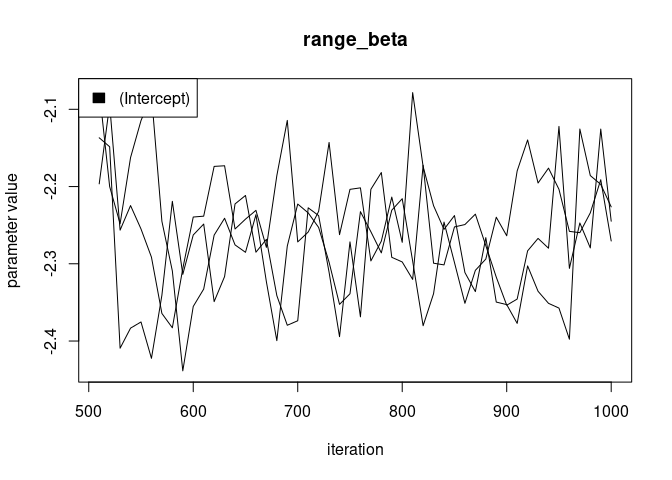 range_beta
(Intercept)
-2.1
-2.2
-2.3
-2.4
parameter value
500 600 700 800 900 1000
iteration